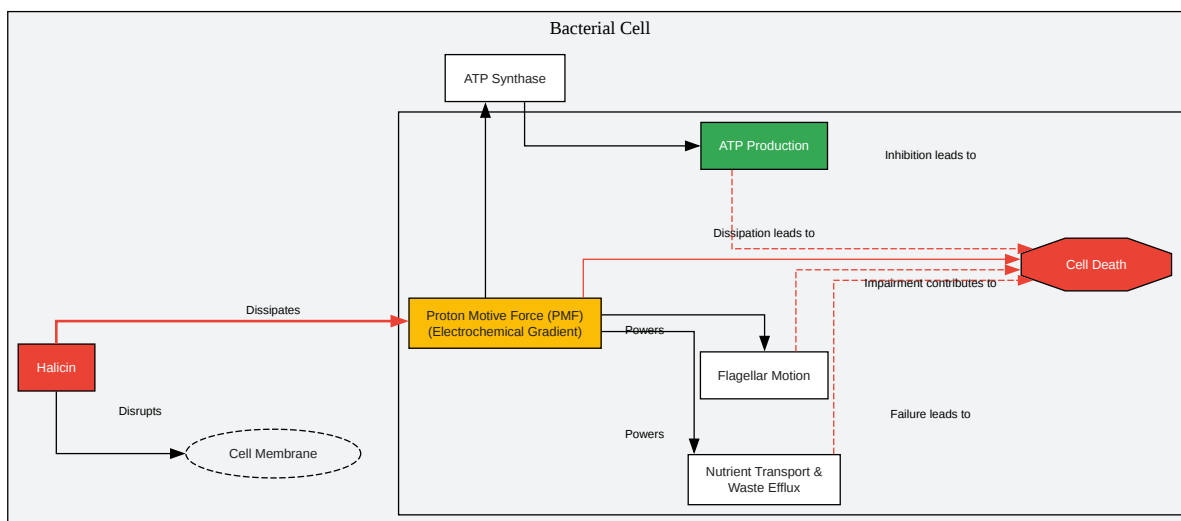 Bacterial Cell
ATP Synthase
ATP Production
Inhibition leads to
Dissipation leads to
Cell Death
Impairment contributes to
Dissipates
Proton Motive Force (PMF)
(Electrochemical Gradient)
Powers
Halicin
Flagellar Motion
Disrupts
Failure leads to
Powers
Cell Membrane
Nutrient Transport &
Waste Efflux